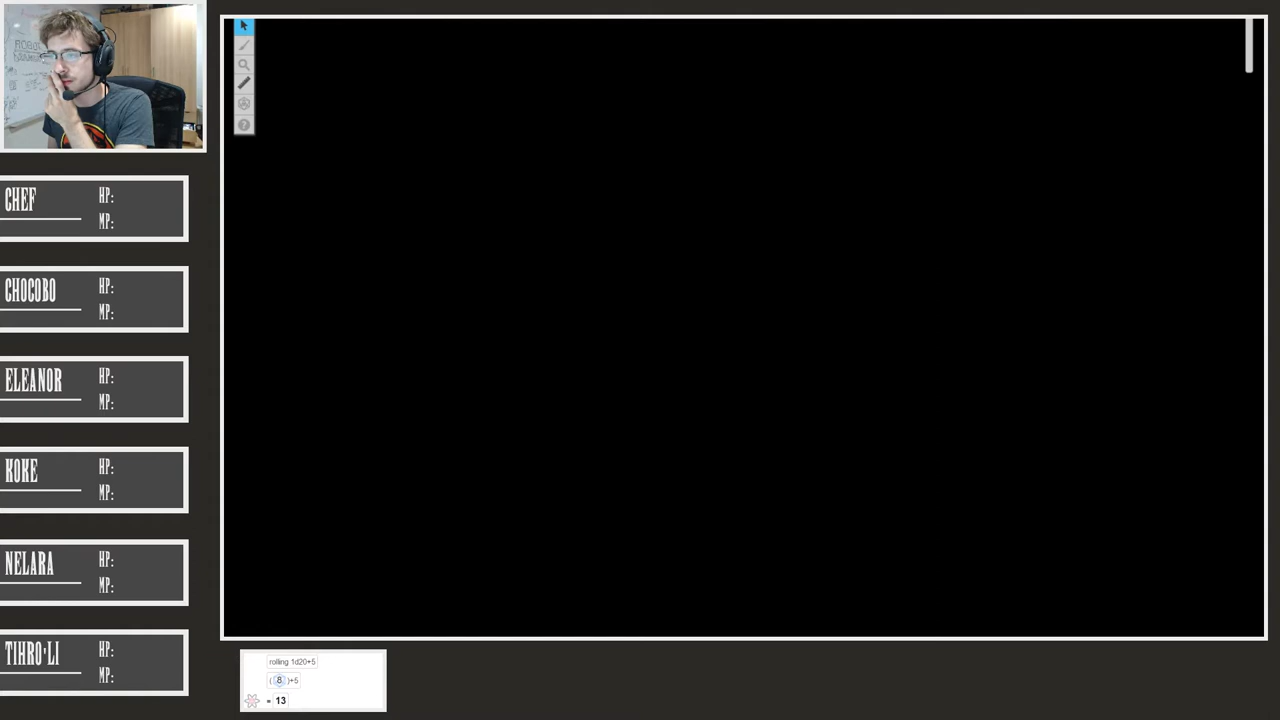 CHEF
HP:
MP:
CHOCOBO
HP:
MP:
ELEANOR
HP:
MP:
KOKE
HP:
MP:
NELARA
HP:
MP:
TIHRO'LI
HP:
MP:
rolling 1d20+5
(8)+5
= 13